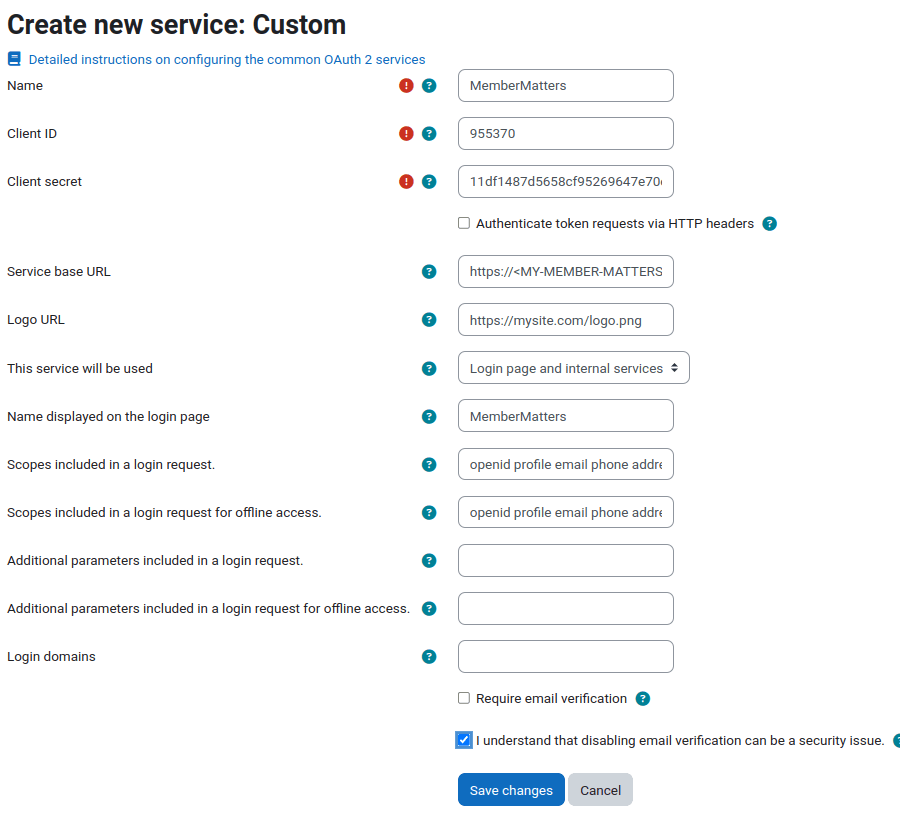 Create new service: Custom
Detailed instructions on configuring the common OAuth 2 services
Name ! ? MemberMatters
Client ID ! ? 955370
Client secret ! ? 11df1487d5658cf95269647e70
Authenticate token requests via HTTP headers ?
Service base URL ? https://<MY-MEMBER-MATTERS
Logo URL ? https://mysite.com/logo.png
This service will be used ? Login page and internal services
Name displayed on the login page ? MemberMatters
Scopes included in a login request. ? openid profile email phone addre
Scopes included in a login request for offline access. ? openid profile email phone addre
Additional parameters included in a login request. ?
Additional parameters included in a login request for offline access. ?
Login domains ?
Require email verification ?
I understand that disabling email verification can be a security issue. ?
Save changes Cancel